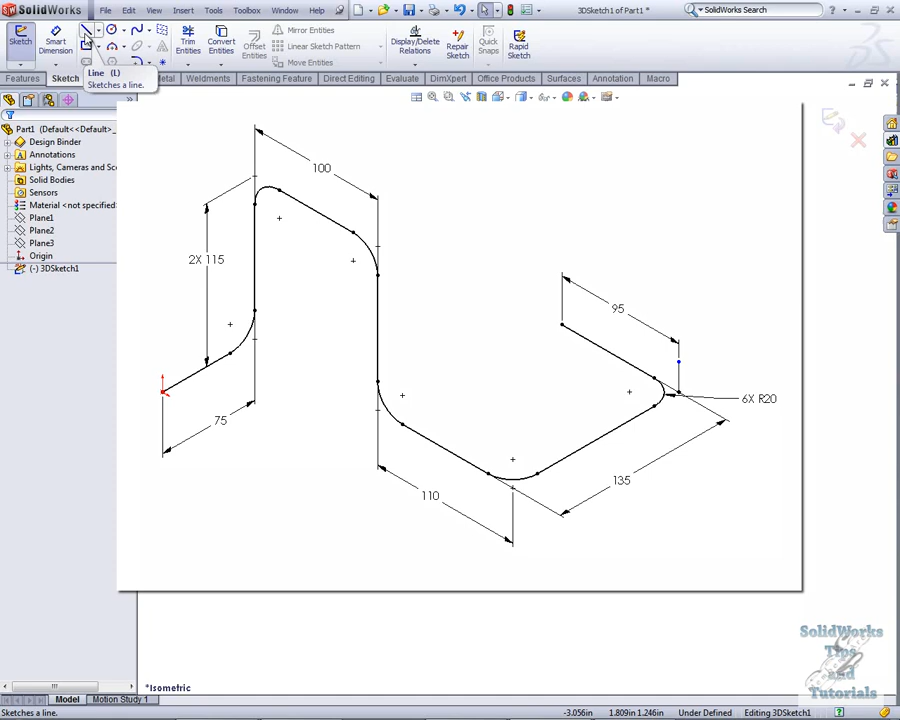 SolidWorks
File
Edit
View
Insert
Tools
Toolbox
Window
Help
3DSketch1 of Part1 *
SolidWorks Search
Sketch
Smart Dimension
Trim Entities
Convert Entities
Offset Entities
Mirror Entities
Linear Sketch Pattern
Move Entities
Display/Delete Relations
Repair Sketch
Quick Snaps
Rapid Sketch
Line (L)
Sketches a line.
Features
Sketch
etal
Weldments
Fastening Feature
Direct Editing
Evaluate
DimXpert
Office Products
Surfaces
Annotation
Macro
Part1 (Default<<Default>_
Design Binder
Annotations
Lights, Cameras and Sce
Solid Bodies
Sensors
Material <not specified>
Plane1
Plane2
Plane3
Origin
(-) 3DSketch1
100
2X 115
75
110
95
6X R20
135
SolidWorks
Tips
and
Tutorials
*Isometric
Model
Motion Study 1
Sketches a line.
-3.056in
1.809in 1.246in
Under Defined
Editing 3DSketch1